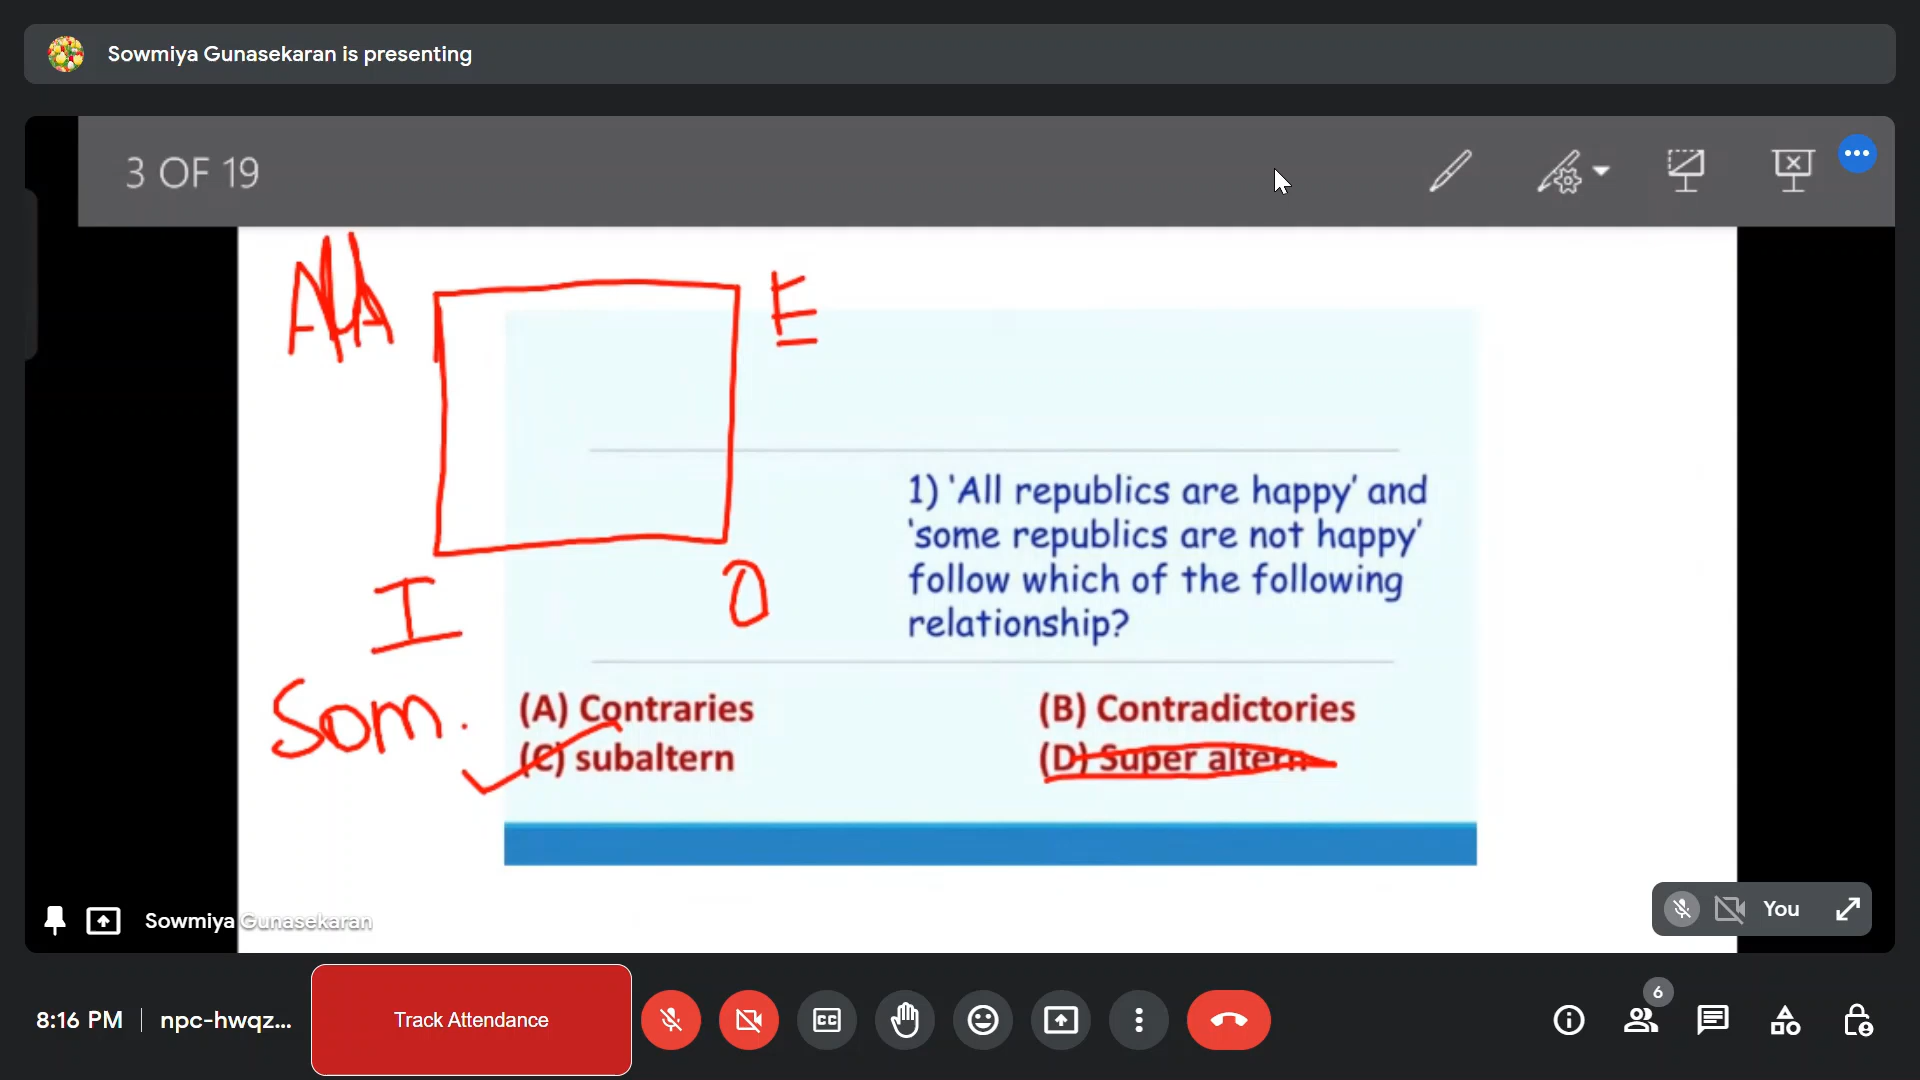 Sowmiya Gunasekaran is presenting
3 OF 19
E
1) ‘All republics are happy’ and
‘some republics are not happy’
follow which of the following
relationship?
I
O
Som.
(A) Contraries
(B) Contradictories
(C) subaltern
(D) Super altern
Sowmiya Gunasekaran
You
8:16 PM
npc-hwqz...
Track Attendance
CC
6